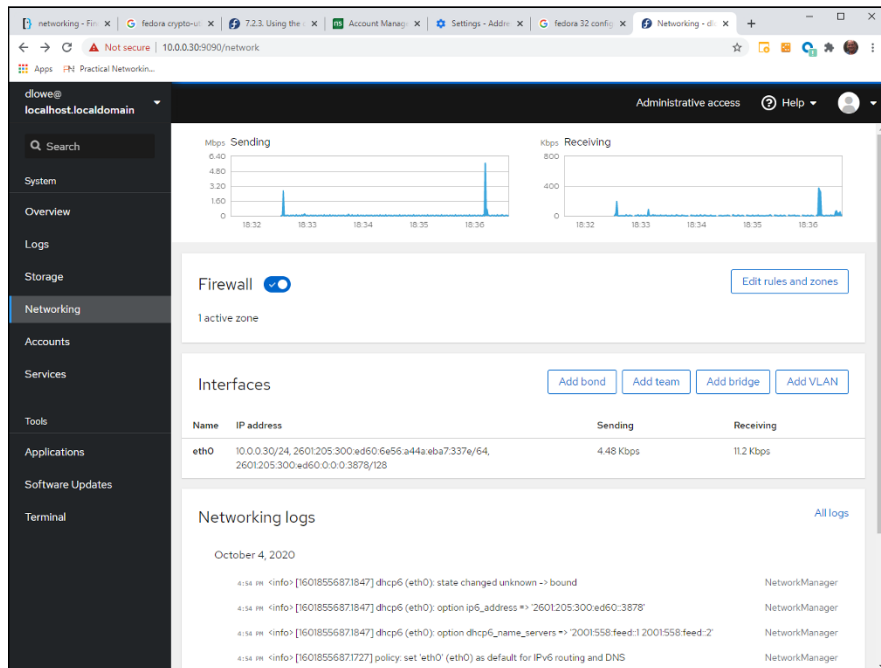 networking - Fir
fedora crypto-ut
7.2.3. Using the c
Account Manage
Settings - Addre
fedora 32 config
Networking - dlo
Not secure | 10.0.0.30:9090/network
Apps
Practical Networkin...
dlowe@
localhost.localdomain
Administrative access
Help
Search
System
Overview
Logs
Storage
Networking
Accounts
Services
Tools
Applications
Software Updates
Terminal
Mbps Sending
6.40
4.80
3.20
1.60
0
18:32 18:33 18:34 18:35 18:36
Kbps Receiving
800
400
0
18:32 18:33 18:34 18:35 18:36
Firewall
Edit rules and zones
1 active zone
Interfaces
Add bond
Add team
Add bridge
Add VLAN
Name IP address Sending Receiving
eth0 10.0.0.30/24, 2601:205:300:ed60:6e56:a44a:eba7:337e/64, 4.48 Kbps 11.2 Kbps
2601:205:300:ed60:0:0:0:3878/128
Networking logs
All logs
October 4, 2020
4:54 PM <info> [1601855687.1847] dhcp6 (eth0): state changed unknown -> bound NetworkManager
4:54 PM <info> [1601855687.1847] dhcp6 (eth0): option ip6_address => '2601:205:300:ed60::3878' NetworkManager
4:54 PM <info> [1601855687.1847] dhcp6 (eth0): option dhcp6_name_servers => '2001:558:feed::1 2001:558:feed::2' NetworkManager
4:54 PM <info> [1601855687.1727] policy: set 'eth0' (eth0) as default for IPv6 routing and DNS NetworkManager